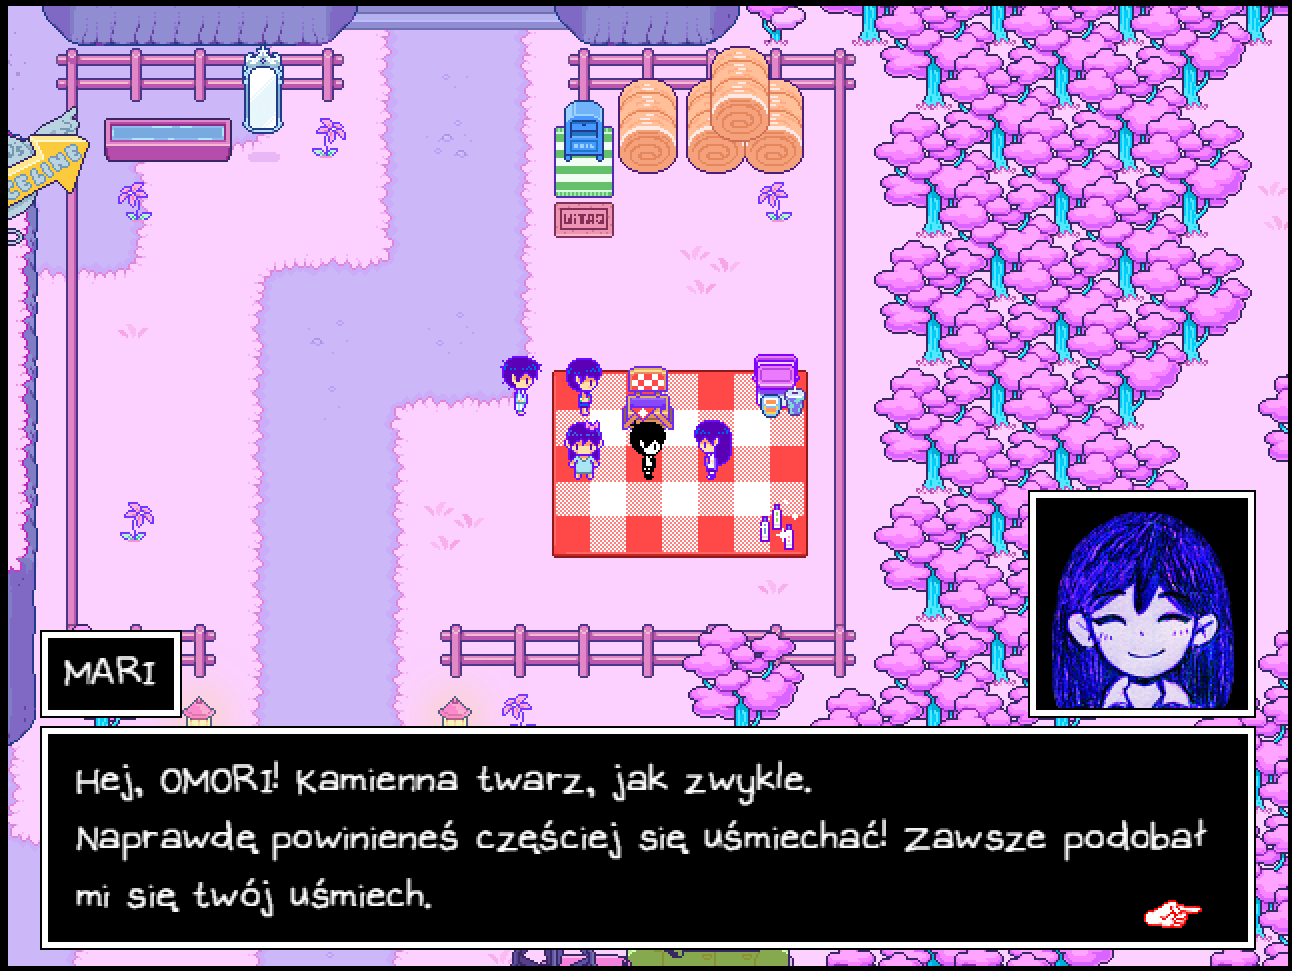 MARI
Hej, OMORI! Kamienna twarz, jak zwykle.
Naprawdę powinieneś częściej się uśmiechać! Zawsze podobał
mi się twój uśmiech.